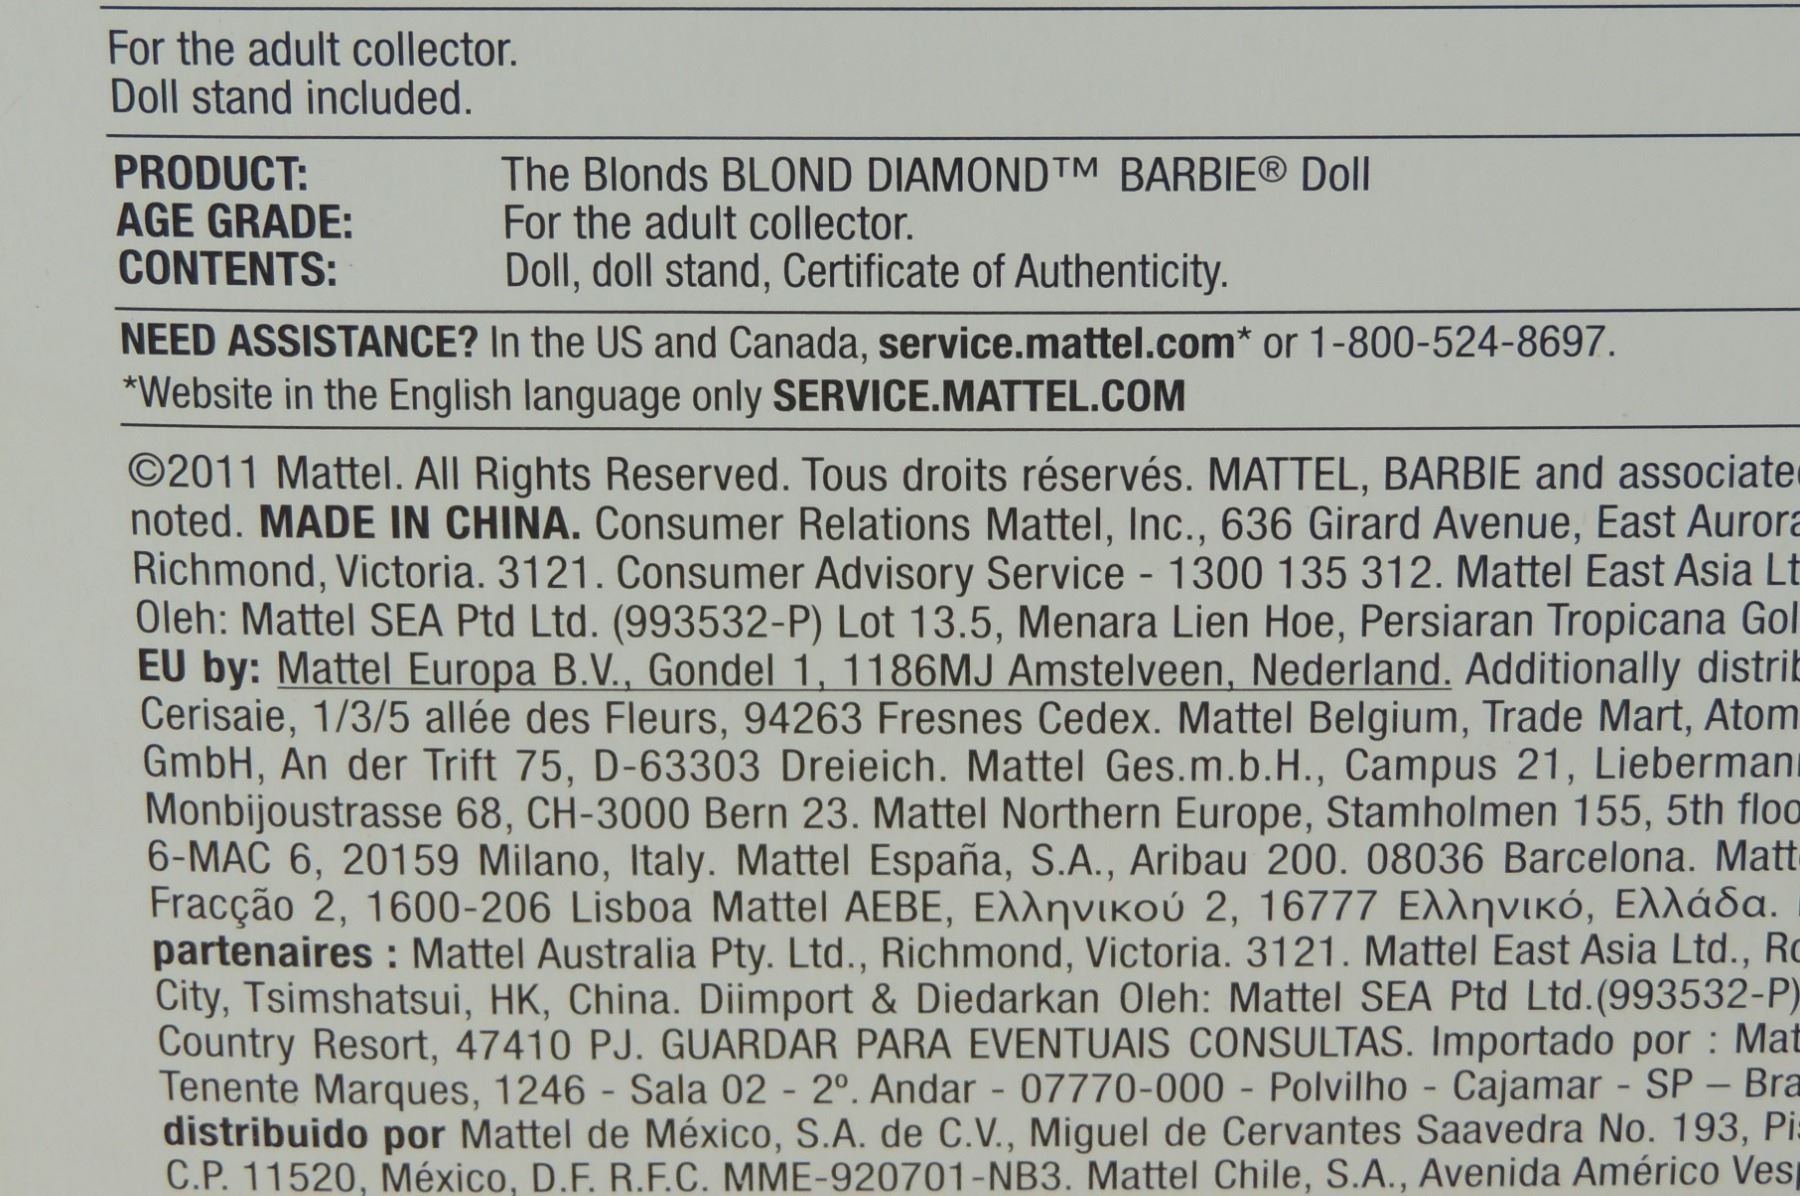 For the adult collector.
Doll stand included.
PRODUCT: The Blonds BLOND DIAMOND™ BARBIE® Doll
AGE GRADE: For the adult collector.
CONTENTS: Doll, doll stand, Certificate of Authenticity.
NEED ASSISTANCE? In the US and Canada, service.mattel.com* or 1-800-524-8697.
*Website in the English language only SERVICE.MATTEL.COM
©2011 Mattel. All Rights Reserved. Tous droits réservés. MATTEL, BARBIE and associate
noted. MADE IN CHINA. Consumer Relations Mattel, Inc., 636 Girard Avenue, East Aurora
Richmond, Victoria. 3121. Consumer Advisory Service - 1300 135 312. Mattel East Asia Lt
Oleh: Mattel SEA Ptd Ltd. (993532-P) Lot 13.5, Menara Lien Hoe, Persiaran Tropicana Gol
EU by: Mattel Europa B.V., Gondel 1, 1186MJ Amstelveen, Nederland. Additionally distrib
Cerisaie, 1/3/5 allée des Fleurs, 94263 Fresnes Cedex. Mattel Belgium, Trade Mart, Atom
GmbH, An der Trift 75, D-63303 Dreieich. Mattel Ges.m.b.H., Campus 21, Lieberman
Monbijoustrasse 68, CH-3000 Bern 23. Mattel Northern Europe, Stamholmen 155, 5th floo
6-MAC 6, 20159 Milano, Italy. Mattel España, S.A., Aribau 200. 08036 Barcelona. Matt
Fracção 2, 1600-206 Lisboa Mattel AEBE, Ελληνικού 2, 16777 Ελληνικό, Ελλάδα.
partenaires : Mattel Australia Pty. Ltd., Richmond, Victoria. 3121. Mattel East Asia Ltd., Ro
City, Tsimshatsui, HK, China. Diimport & Diedarkan Oleh: Mattel SEA Ptd Ltd.(993532-P)
Country Resort, 47410 PJ. GUARDAR PARA EVENTUAIS CONSULTAS. Importado por : Mat
Tenente Marques, 1246 - Sala 02 - 2º. Andar - 07770-000 - Polvilho - Cajamar - SP – Bra
distribuido por Mattel de México, S.A. de C.V., Miguel de Cervantes Saavedra No. 193, Pi
C.P. 11520, México, D.F. R.F.C. MME-920701-NB3. Mattel Chile, S.A., Avenida Américo Vesp